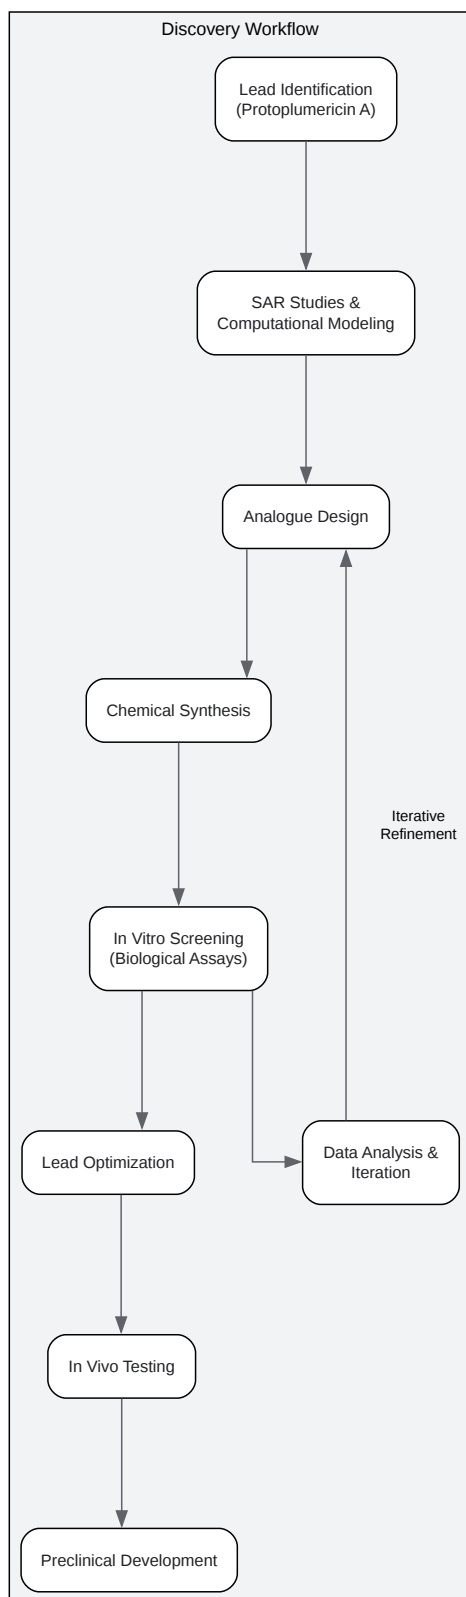 Discovery Workflow
Lead Identification
(Protoplumericin A)
SAR Studies &
Computational Modeling
Analogue Design
Chemical Synthesis
Iterative
Refinement
In Vitro Screening
(Biological Assays)
Lead Optimization
Data Analysis &
Iteration
In Vivo Testing
Preclinical Development